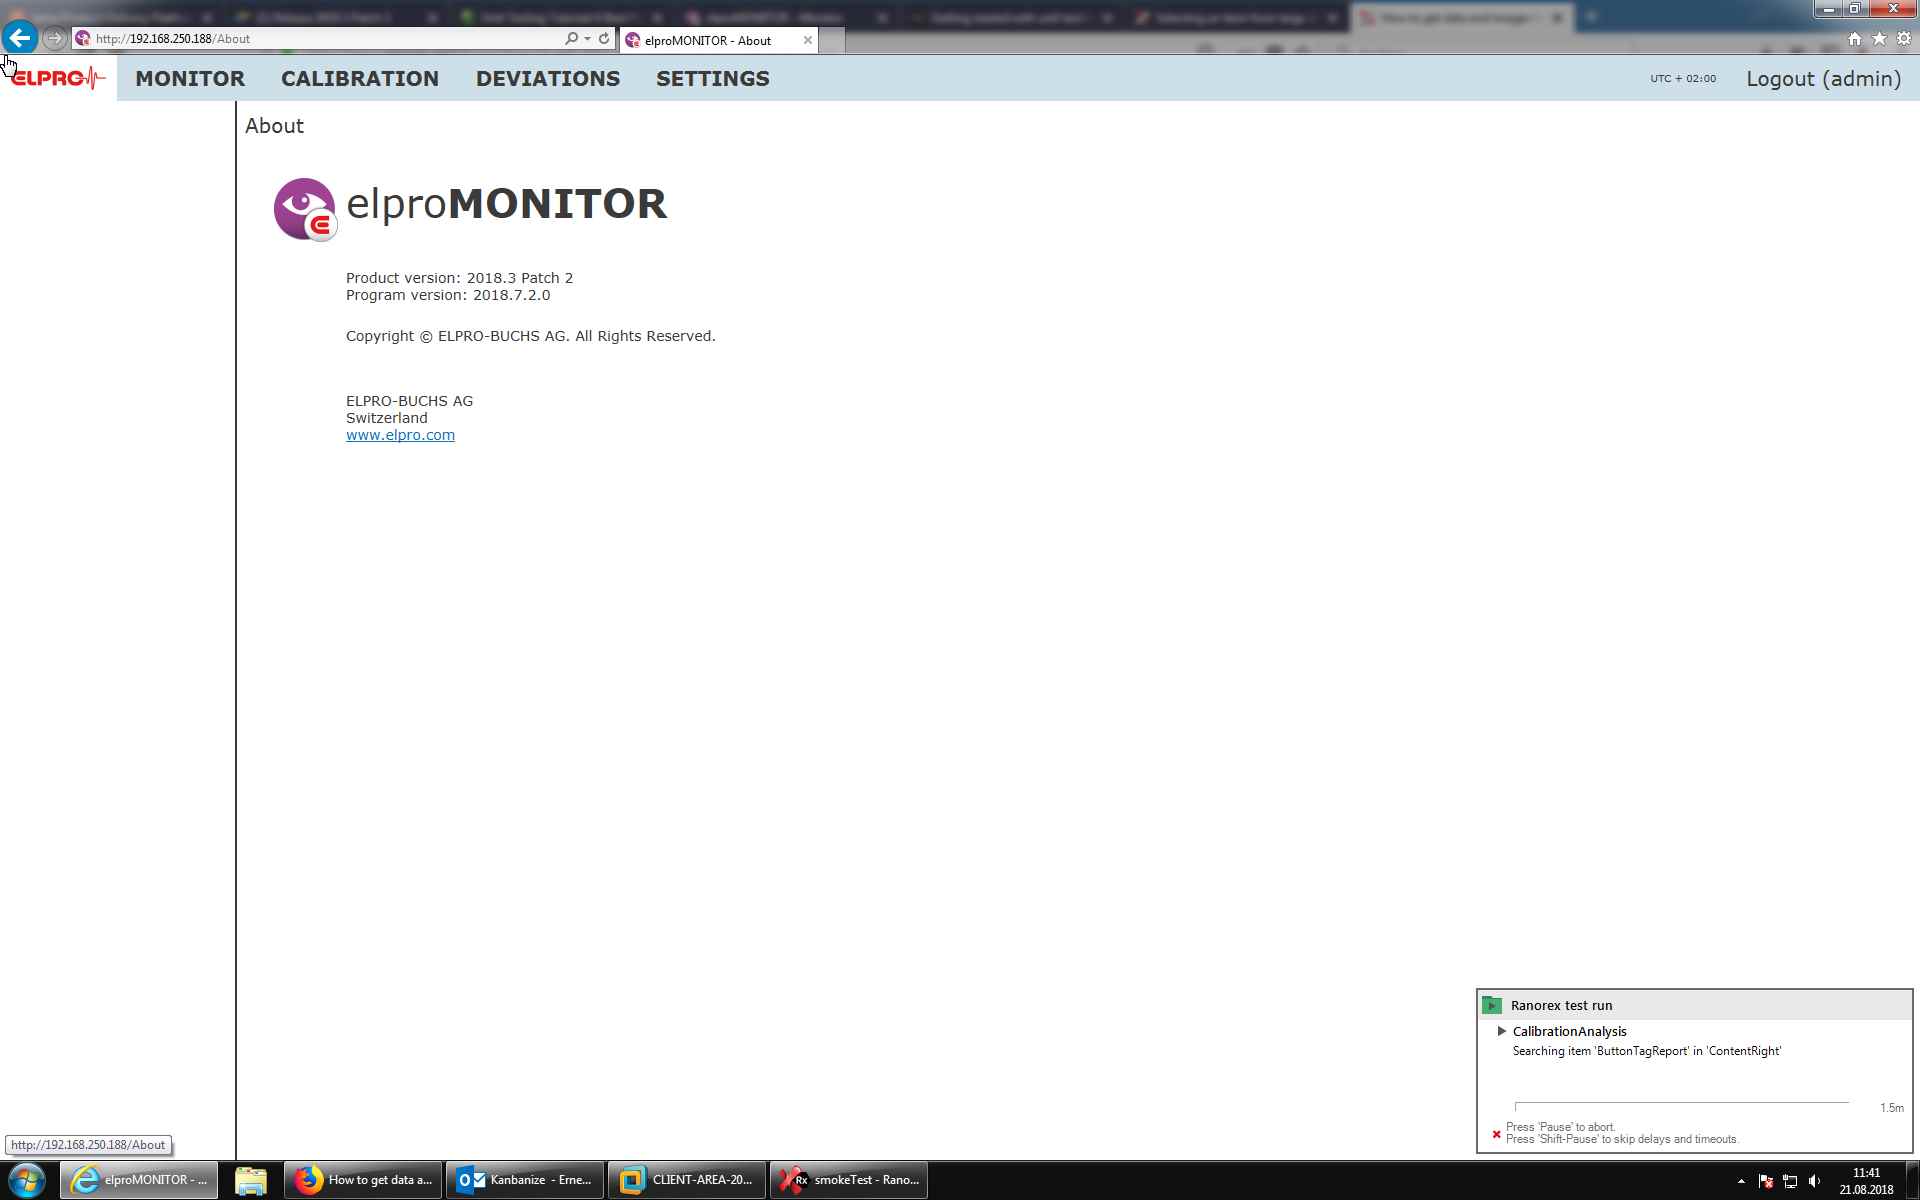 http://192.168.250.188/About
elproMONITOR - About
ELPRO
MONITOR
CALIBRATION
DEVIATIONS
SETTINGS
UTC + 02:00
Logout (admin)
About
elproMONITOR
Product version: 2018.3 Patch 2
Program version: 2018.7.2.0
Copyright © ELPRO-BUCHS AG. All Rights Reserved.
ELPRO-BUCHS AG
Switzerland
www.elpro.com
Ranorex test run
CalibrationAnalysis
Searching item 'ButtonTagReport' in 'ContentRight'
1.5m
Press 'Pause' to abort.
Press 'Shift-Pause' to skip delays and timeouts.
http://192.168.250.188/About
elproMONITOR - ...
How to get data a...
Kanbanize - Erne...
CLIENT-AREA-20...
Rx
smokeTest - Rano...
11:41
21.08.2018